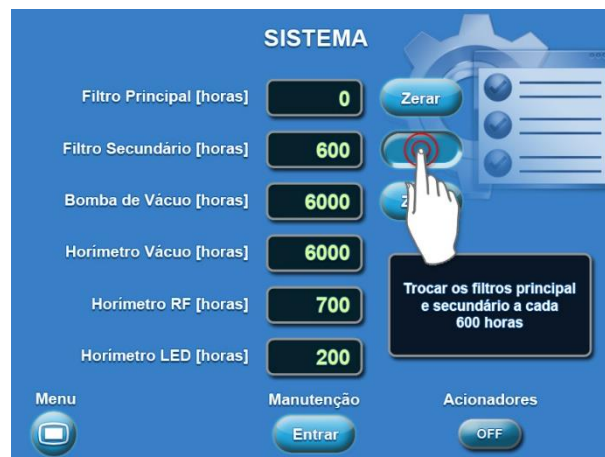 SISTEMA
Filtro Principal [horas] 0 Zerar
Filtro Secundário [horas] 600
Bomba de Vácuo [horas] 6000
Horímetro Vácuo [horas] 6000
Horímetro RF [horas] 700
Trocar os filtros principal
e secundário a cada
600 horas
Horímetro LED [horas] 200
Menu Manutenção Acionadores
Entrar OFF